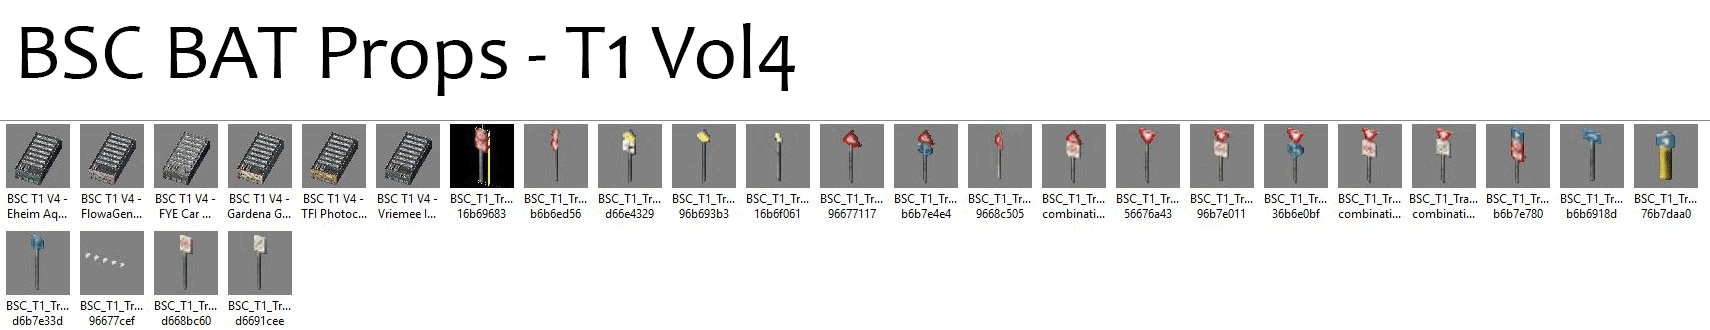 BSC BAT Props - T1 Vol4
BSC T1 V4 - Eheim Aq...
BSC T1 V4 - FlowaGen...
BSC T1 V4 - FYE Car ...
BSC T1 V4 - Gardena G...
BSC T1 V4 - TFI Photoc...
BSC T1 V4 - Vriemee I...
BSC_T1_Tr... 16b69683
BSC_T1_Tr... b6b6ed56
BSC_T1_Tr... d66e4329
BSC_T1_Tr... 96b693b3
BSC_T1_Tr... 16b6f061
BSC_T1_Tr... 96677117
BSC_T1_Tr... b6b7e4e4
BSC_T1_Tr... 9668c505
BSC_T1_Tra... combinati...
BSC_T1_Tr... 56676a43
BSC_T1_Tr... 96b7e011
BSC_T1_Tr... 36b6e0bf
BSC_T1_Tra... combinati...
BSC_T1_Tra... combinati...
BSC_T1_Tr... b6b7e780
BSC_T1_Tr... b6b6918d
BSC_T1_Tr... 76b7daa0
BSC_T1_Tr... d6b7e33d
BSC_T1_Tr... 96677cef
BSC_T1_Tr... d668bc60
BSC_T1_Tr... d6691cee